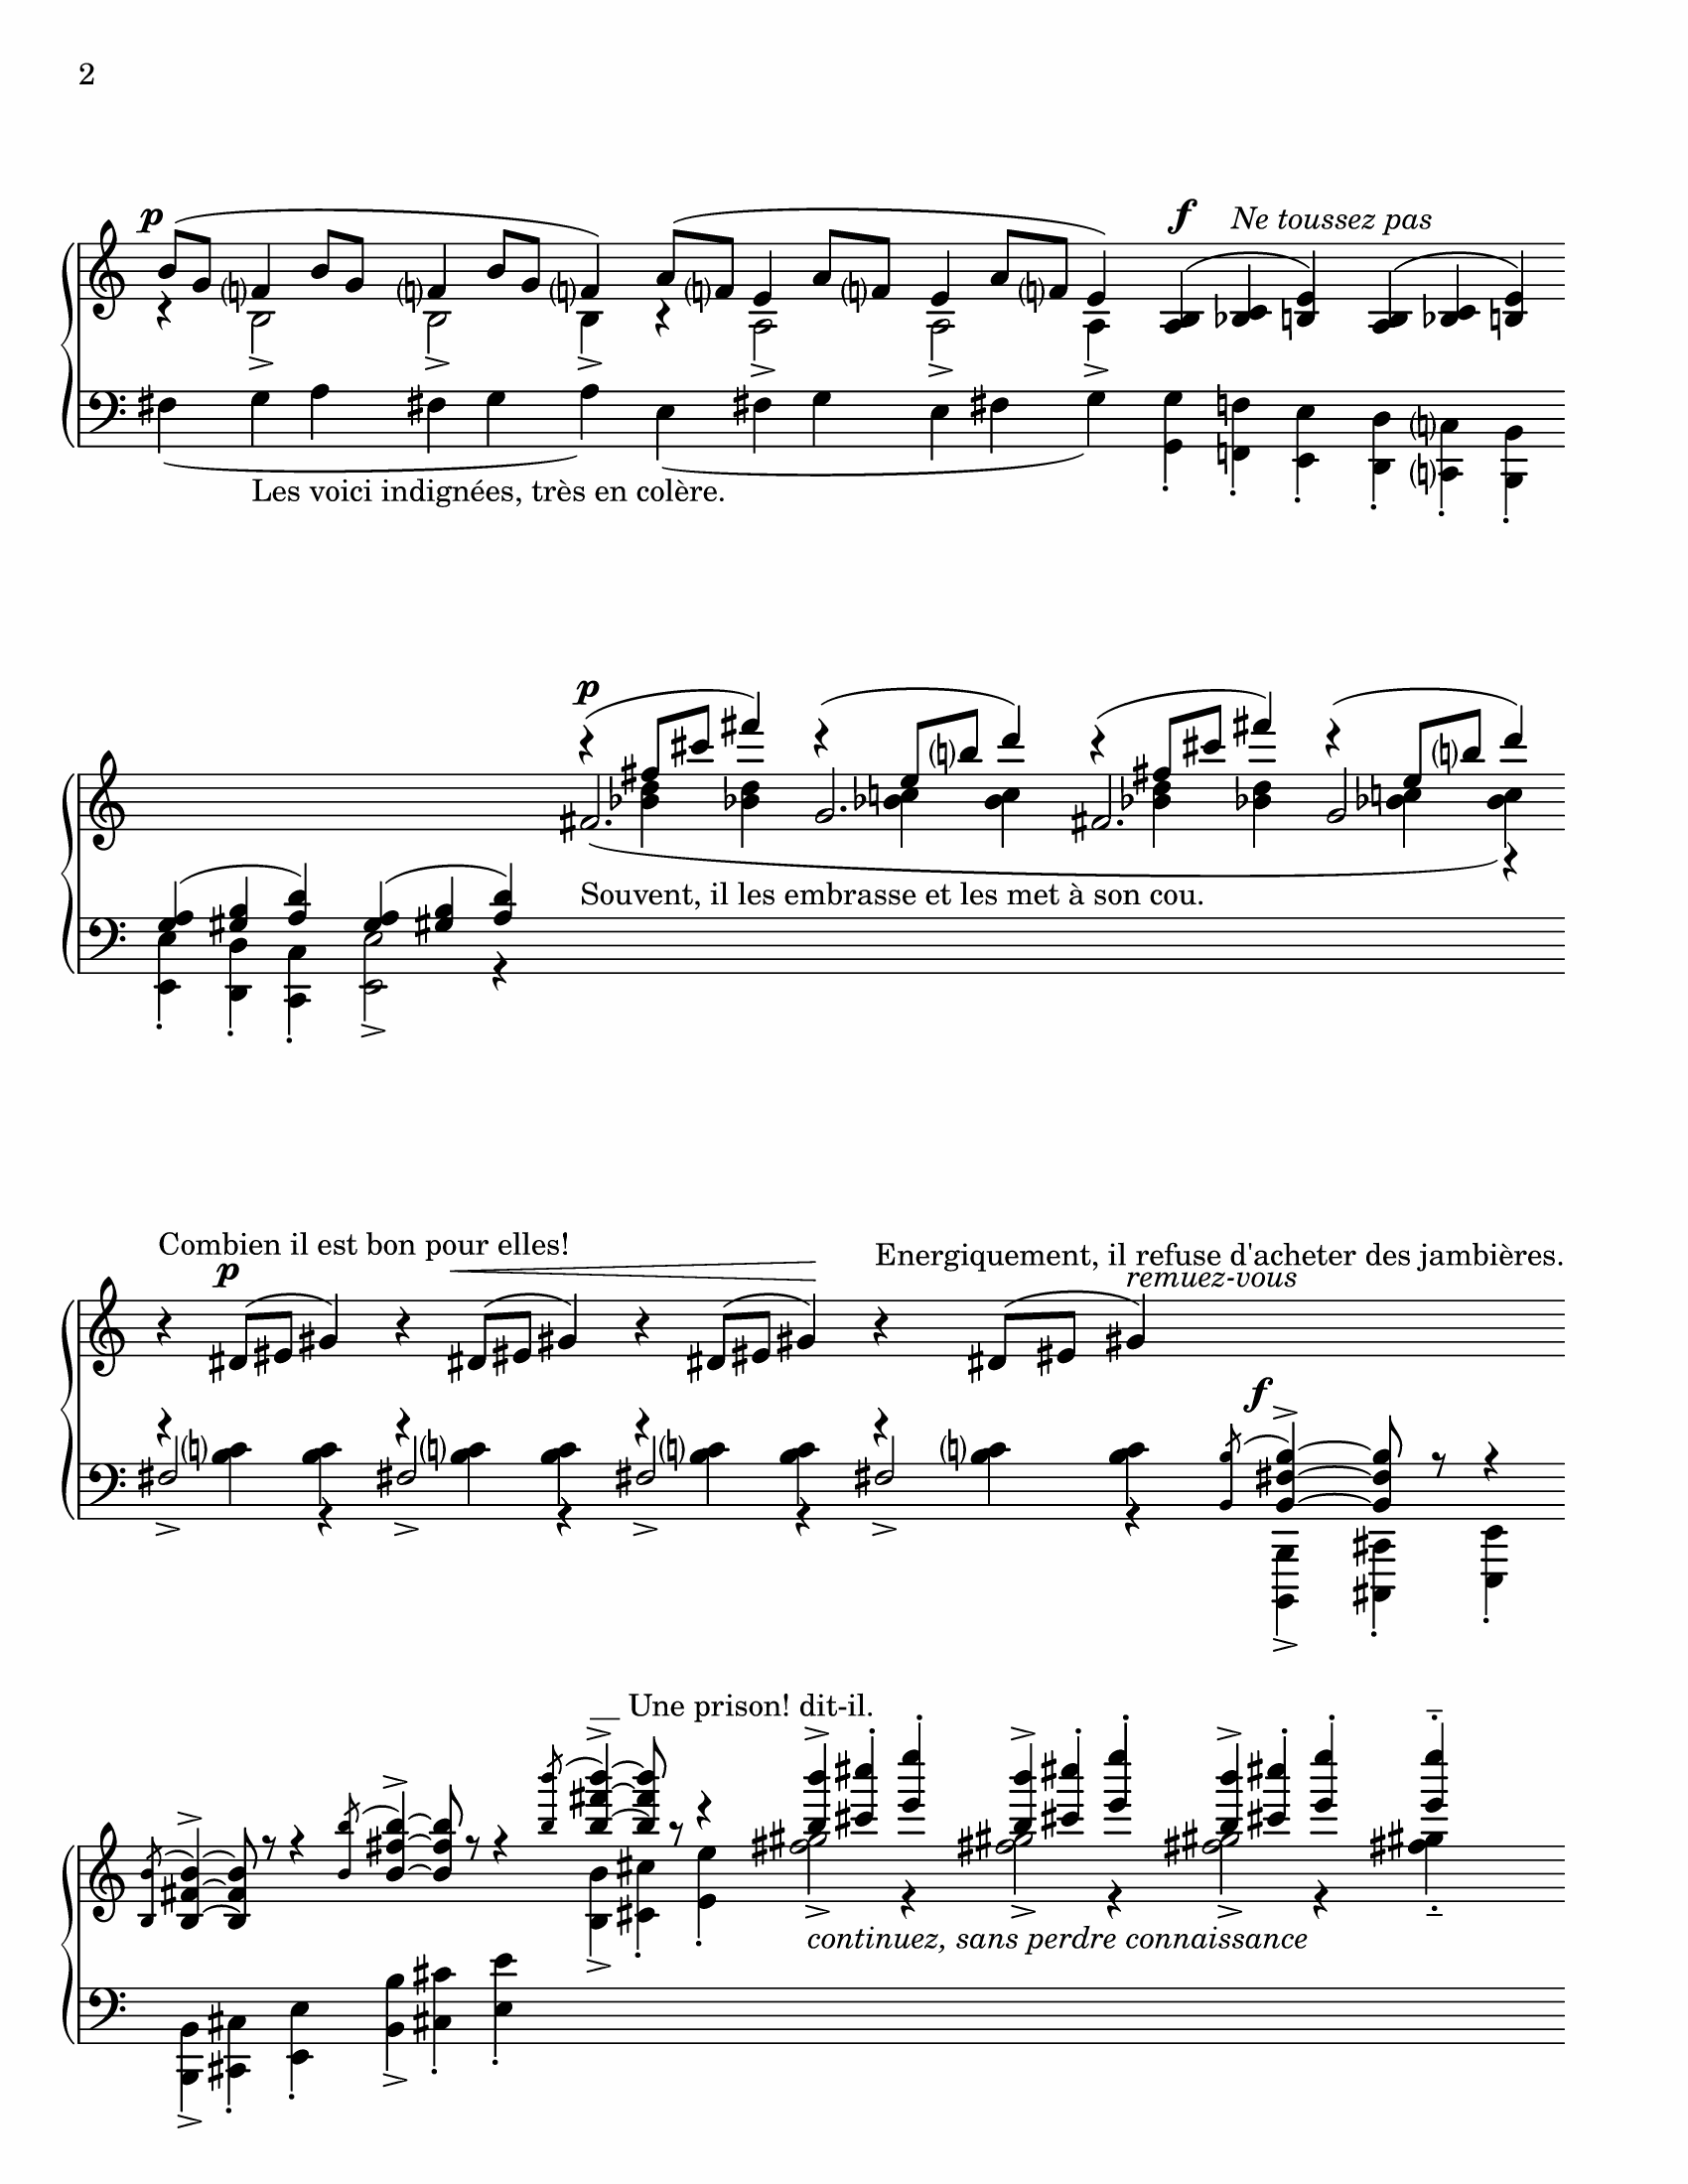 2
p
f
Ne toussez pas
Les voici indignées, très en colère.
p
Souvent, il les embrasse et les met à son cou.
Combien il est bon pour elles!
p
Energiquement, il refuse d'acheter des jambières.
remuez-vous
f
__ Une prison! dit-il.
continuez, sans perdre connaissance